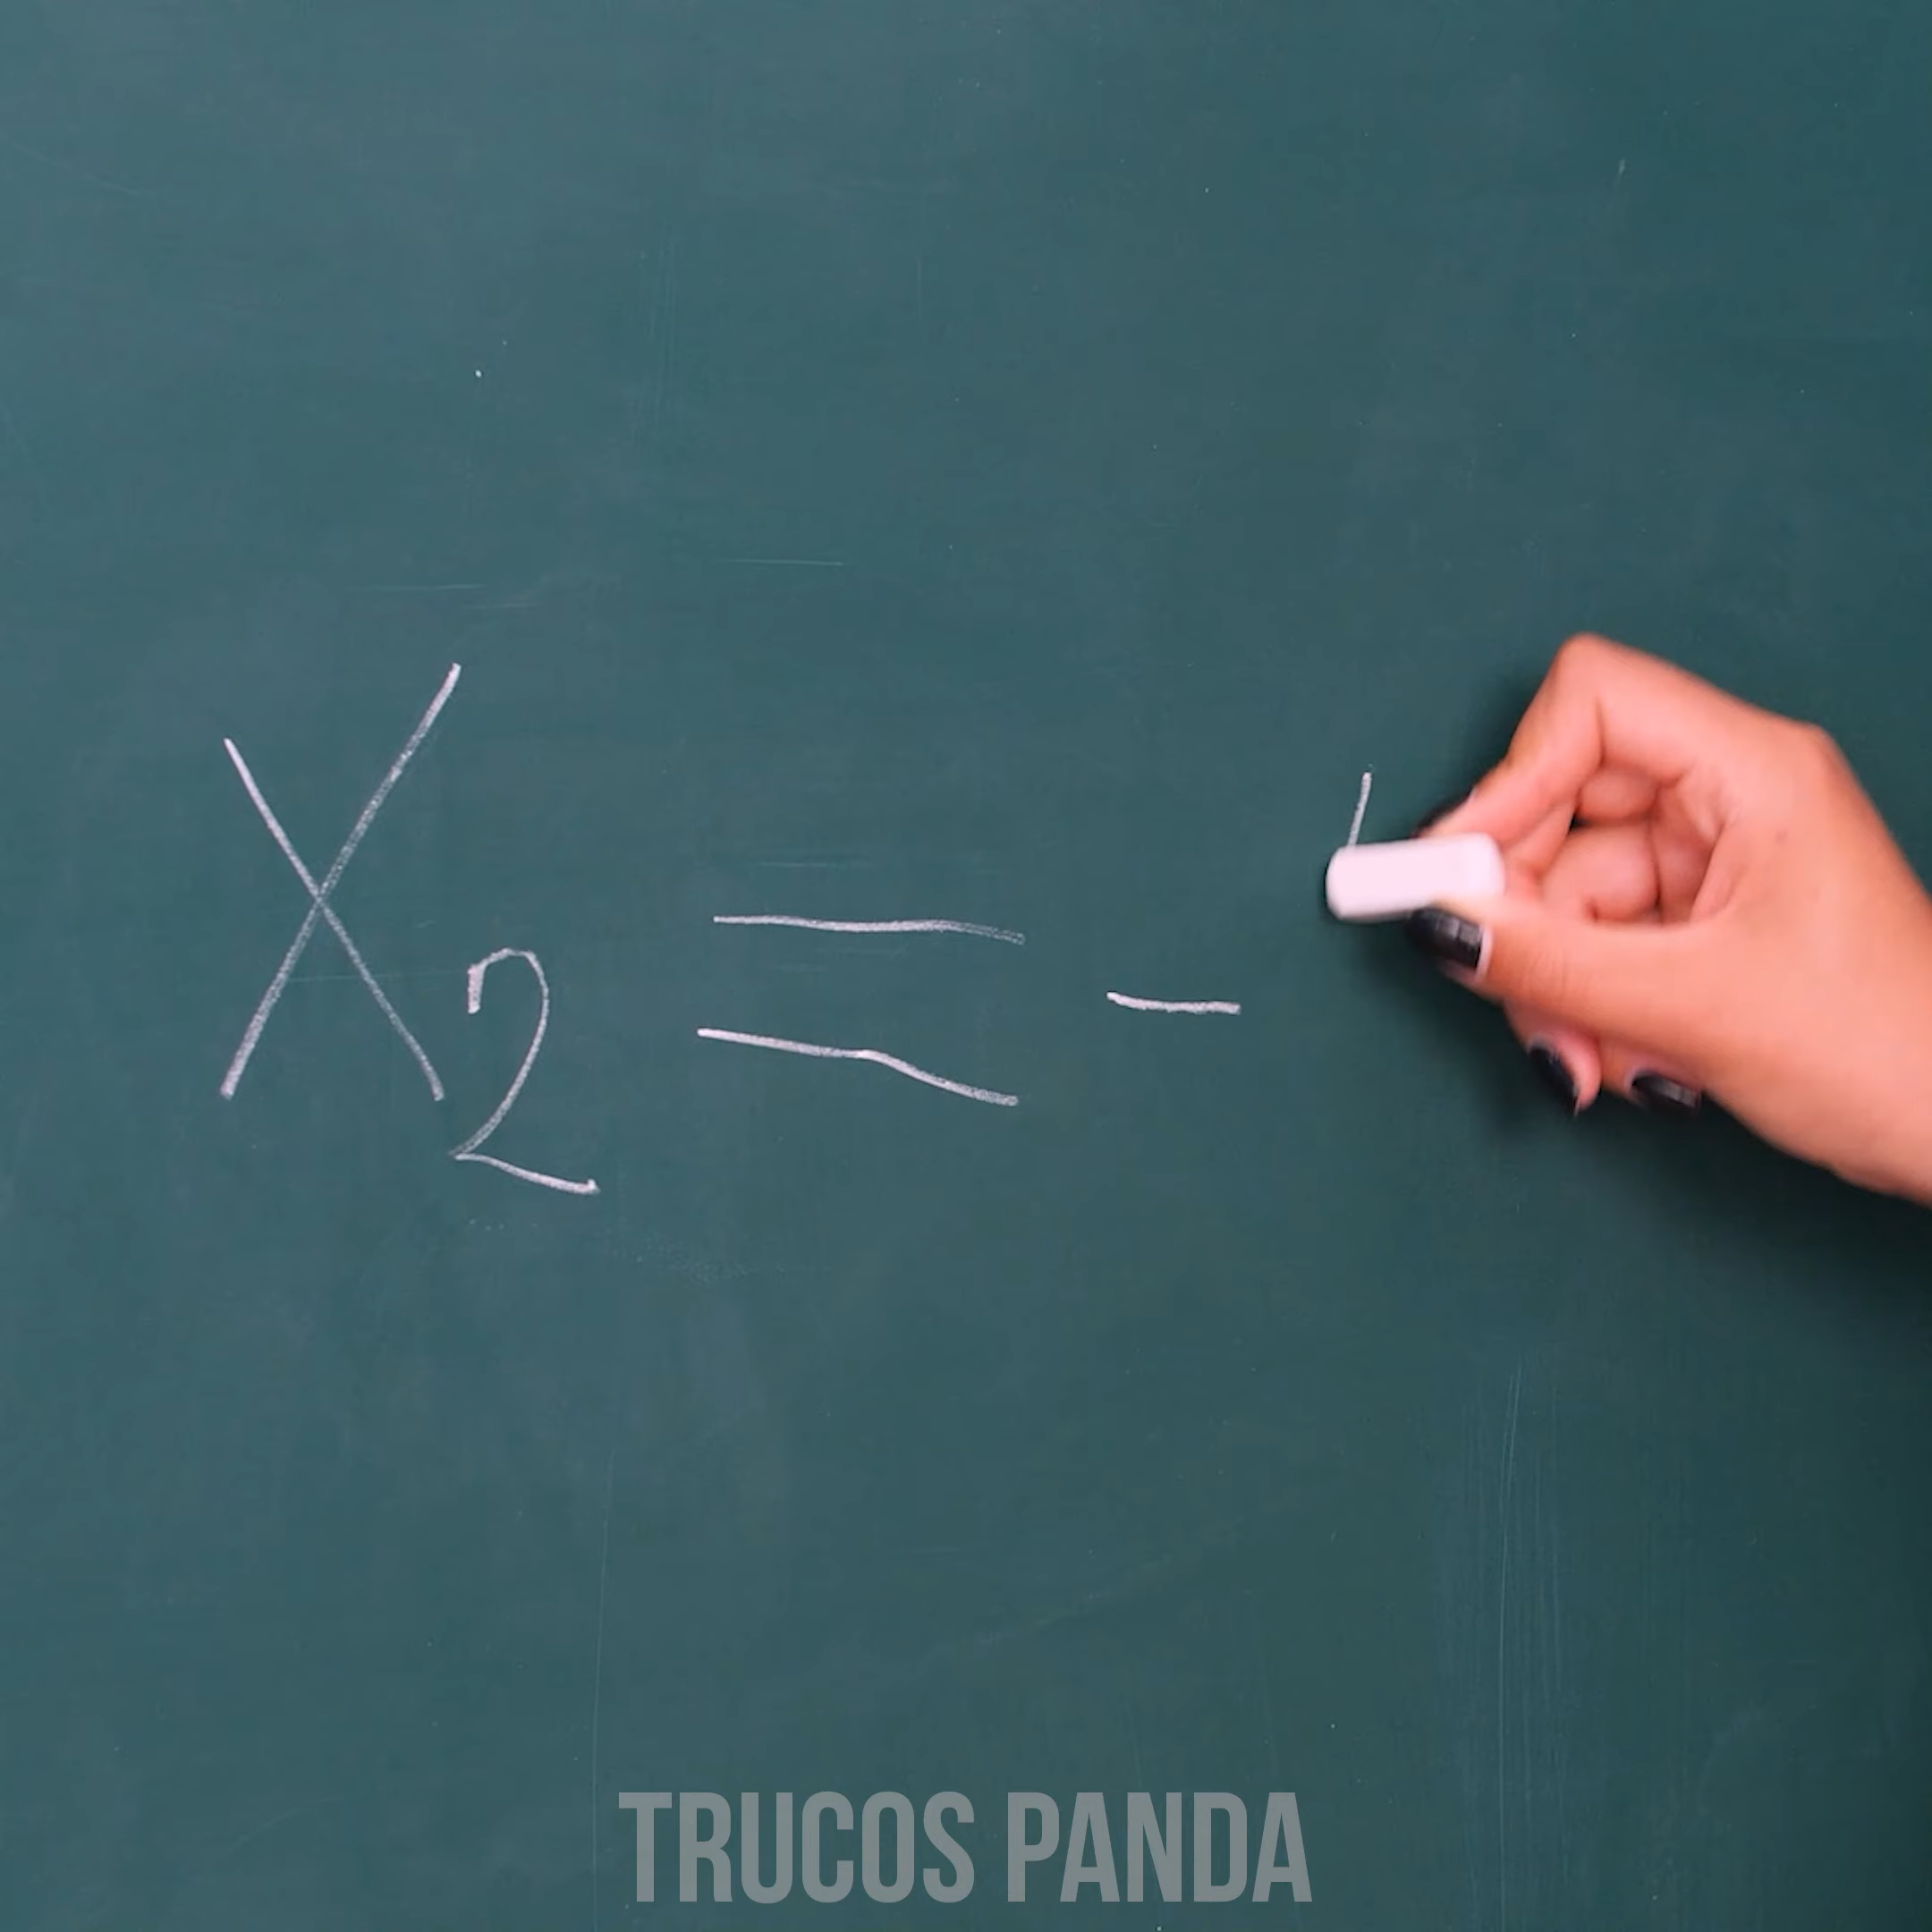 X₂ = -
TRUCOS PANDA